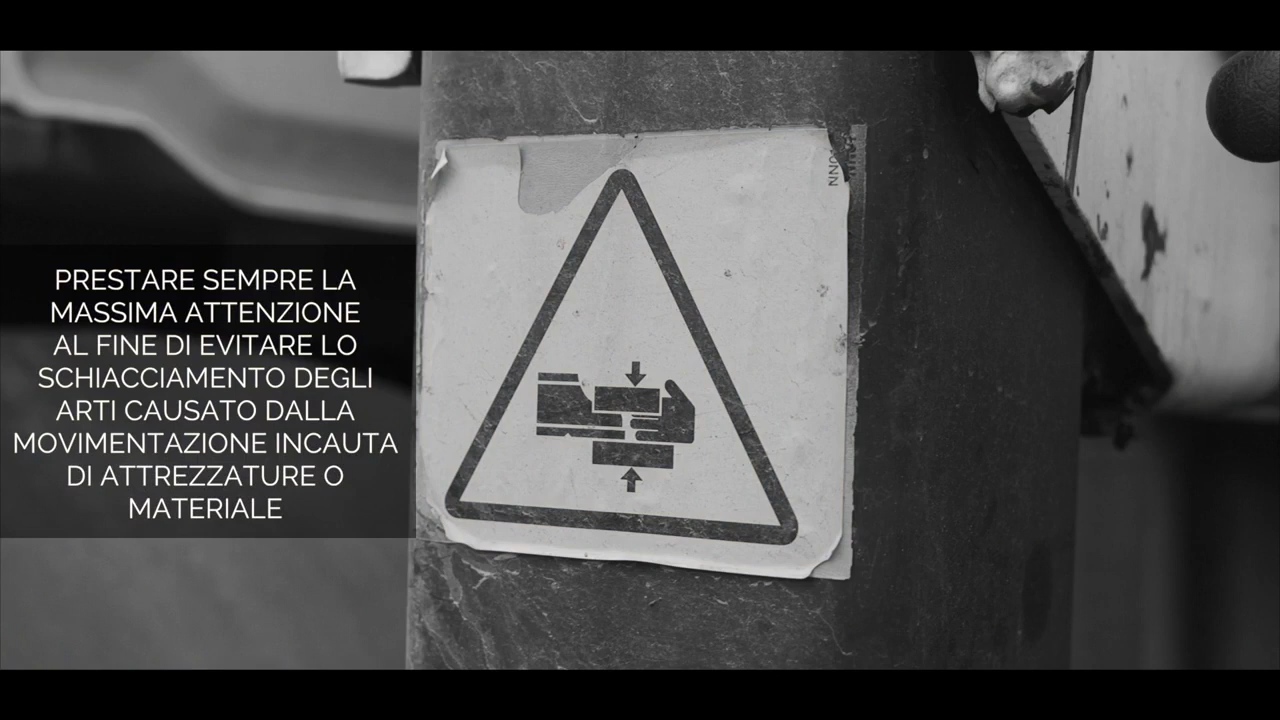 PRESTARE SEMPRE LA
MASSIMA ATTENZIONE
AL FINE DI EVITARE LO
SCHIACCIAMENTO DEGLI
ARTI CAUSATO DALLA
MOVIMENTAZIONE INCAUTA
DI ATTREZZATURE O
MATERIALE